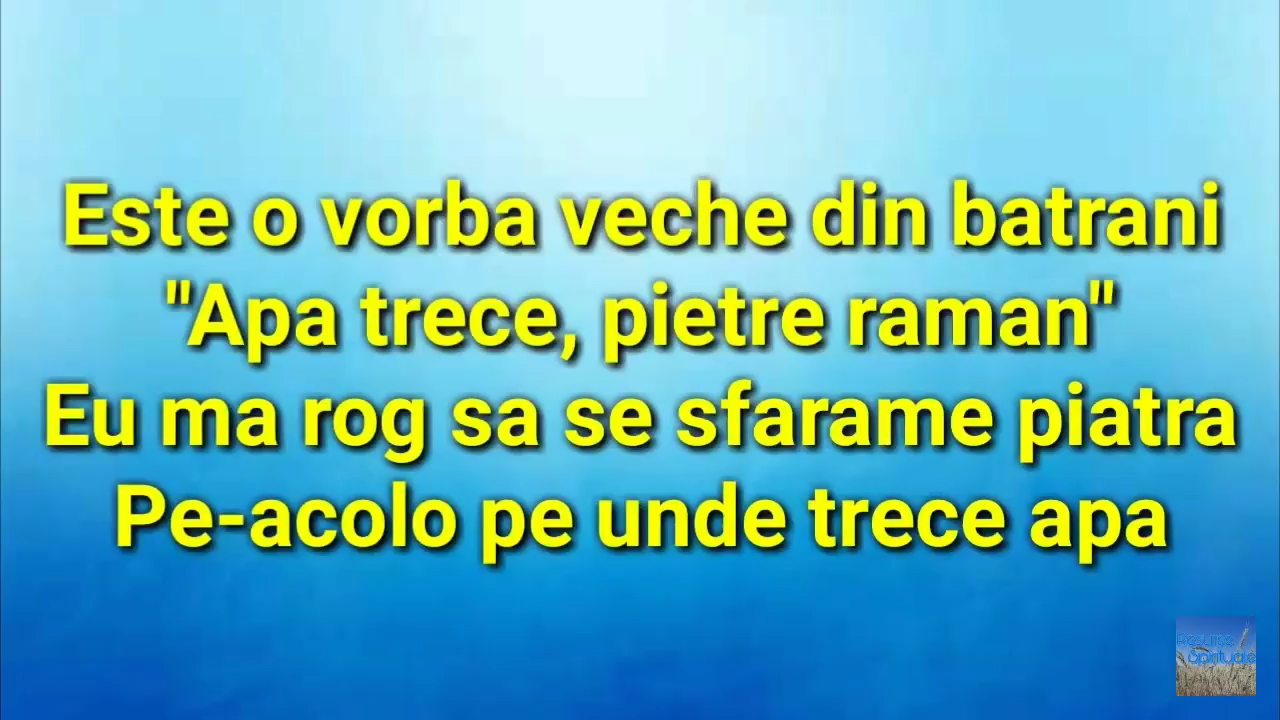 Este o vorba veche din batrani
"Apa trece, pietre raman"
Eu ma rog sa se sfarame piatra
Pe-acolo pe unde trece apa
Spirituale